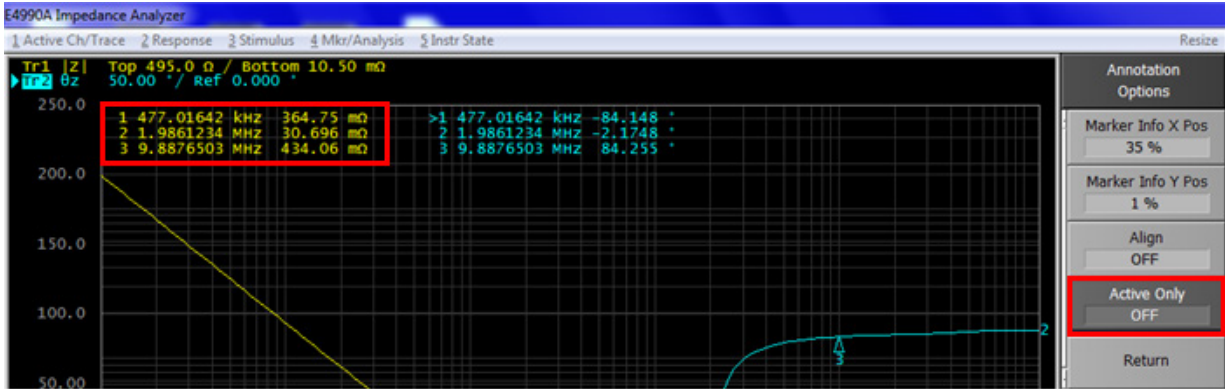 E4990A Impedance Analyzer
1 Active Ch/Trace 2 Response 3 Stimulus 4 Mkr/Analysis 5 Instr State Resize
Tr1 |Z| Top 495.0 Ω / Bottom 10.50 mΩ
Tr2 θz 50.00 °/ Ref 0.000 °
250.0
1 477.01642 kHz 364.75 mΩ
2 1.9861234 MHz 30.696 mΩ
3 9.8876503 MHz 434.06 mΩ
>1 477.01642 kHz -84.148 °
2 1.9861234 MHz -2.1748 °
3 9.8876503 MHz 84.255 °
200.0
150.0
100.0
50.00
2
3
Annotation
Options
Marker Info X Pos
35 %
Marker Info Y Pos
1 %
Align
OFF
Active Only
OFF
Return